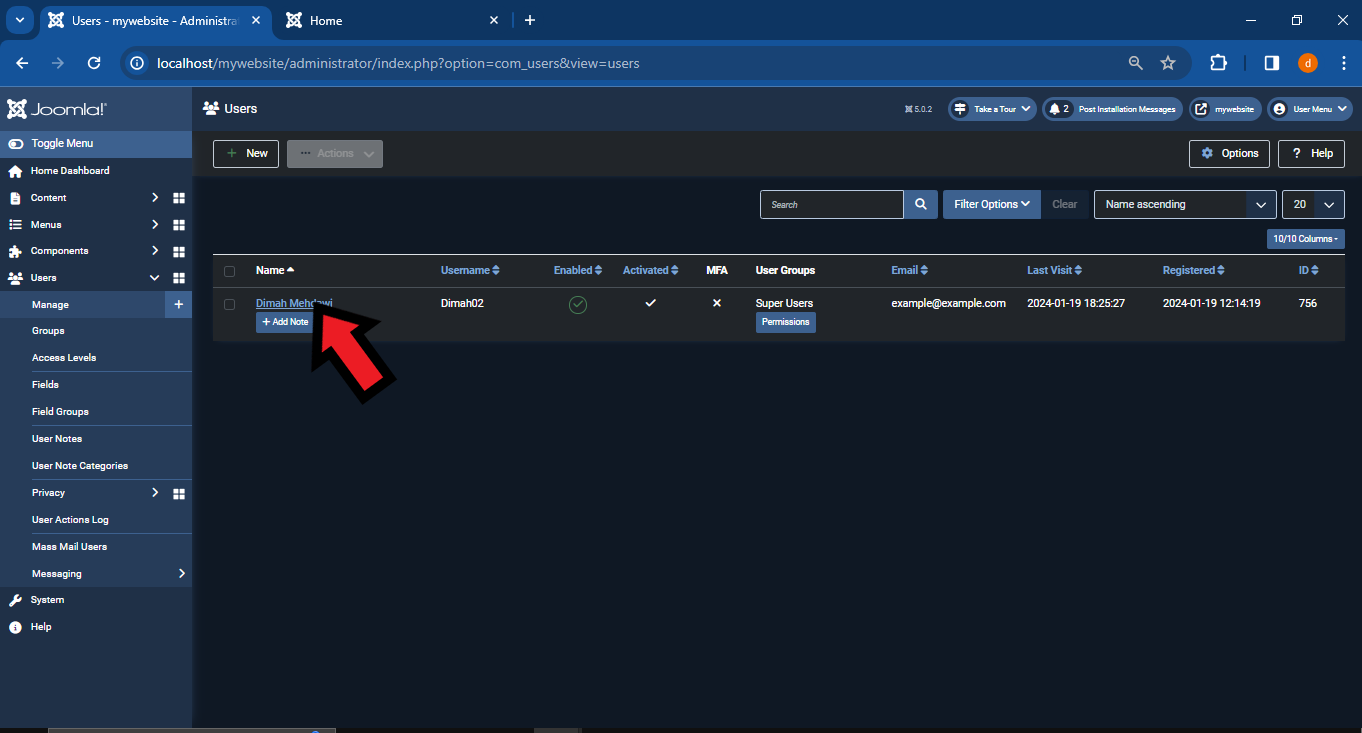 Users - mywebsite - Administra
Home
localhost/mywebsite/administrator/index.php?option=com_users&view=users
d
Joomla!
Users
5.0.2
Take a Tour
2 Post Installation Messages
mywebsite
User Menu
Toggle Menu
New
Actions
Options
? Help
Home Dashboard
Content
Menus
Components
Users
Manage
Groups
Access Levels
Fields
Field Groups
User Notes
User Note Categories
Privacy
User Actions Log
Mass Mail Users
Messaging
System
Help
Search
Filter Options
Clear
Name ascending
20
10/10 Columns
Name Username Enabled Activated MFA User Groups Email Last Visit Registered ID
Dimah Mehdawi Dimah02 Super Users example@example.com 2024-01-19 18:25:27 2024-01-19 12:14:19 756
+ Add Note Permissions